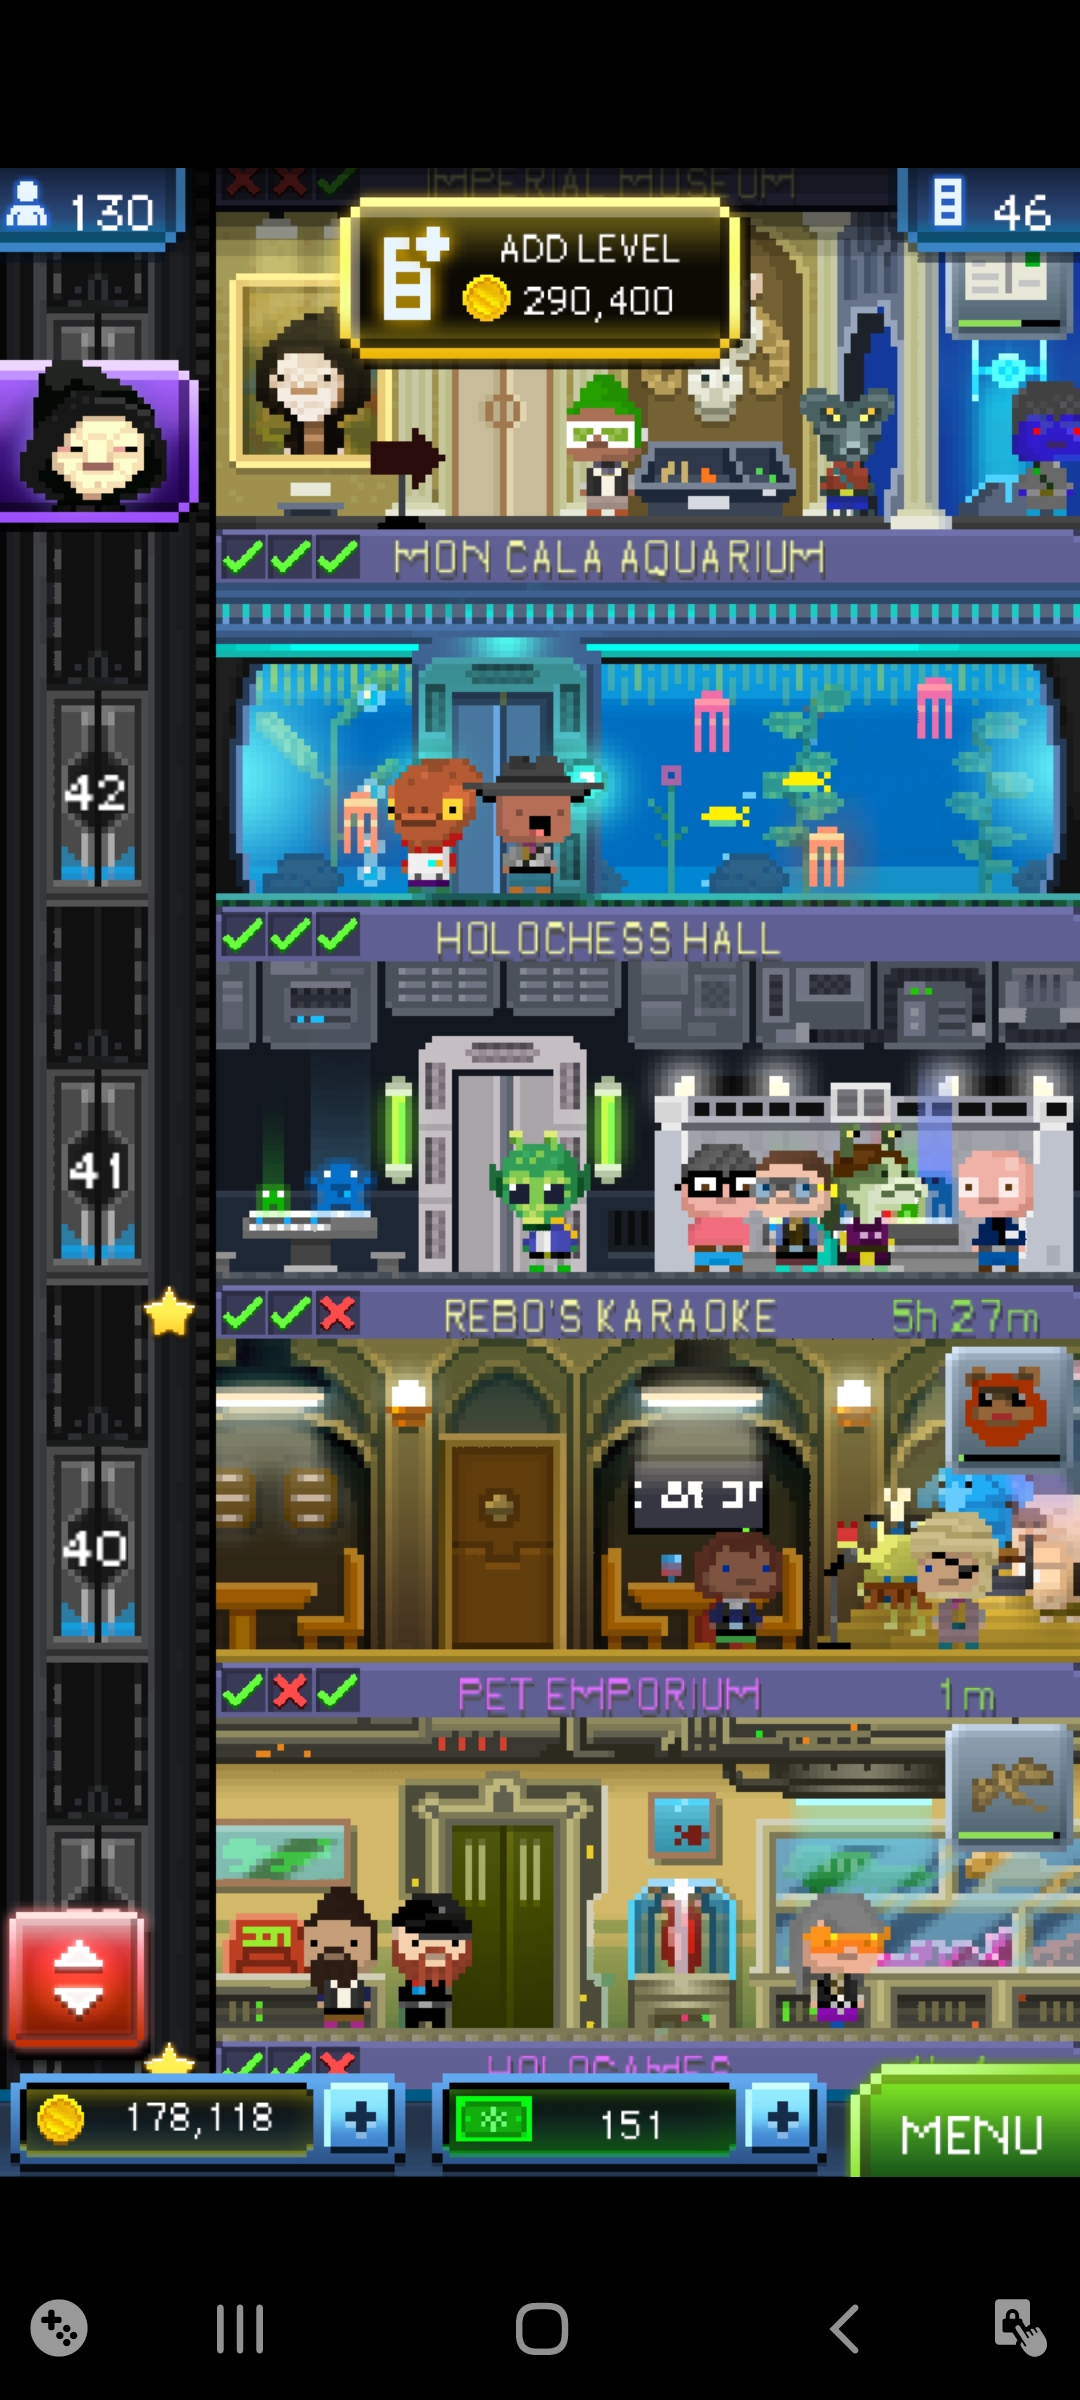 130
IMPERIAL MUSEUM
46
ADD LEVEL
290,400
MON CALA AQUARIUM
42
HOLOCHESS HALL
41
REBO'S KARAOKE 5h 27m
40
PET EMPORIUM 1m
HOLOGAMES
178,118
151
MENU